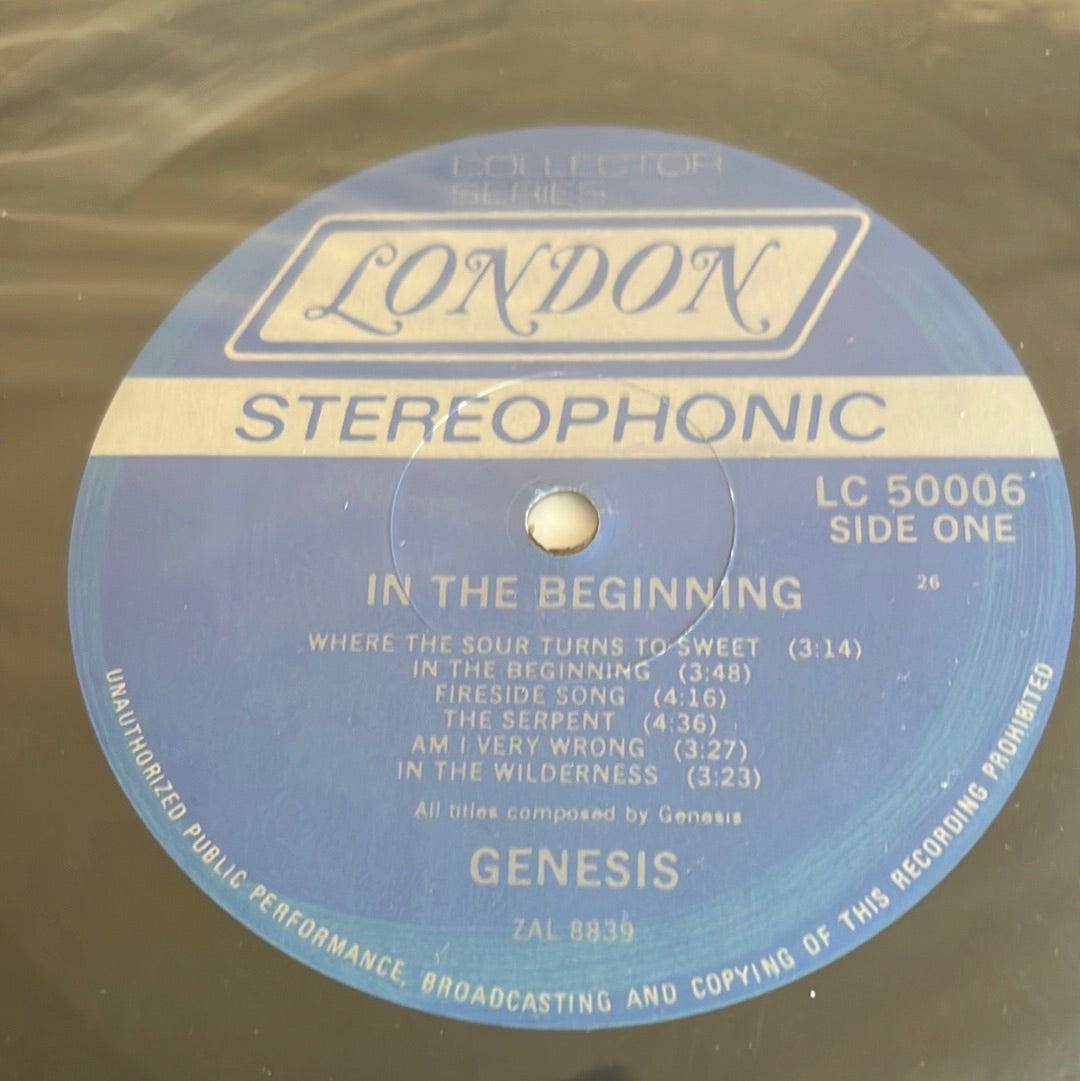 COLLECTOR
SERIES
LONDON
STEREOPHONIC
LC 50006
SIDE ONE
26
IN THE BEGINNING
WHERE THE SOUR TURNS TO SWEET (3:14)
IN THE BEGINNING (3:48)
FIRESIDE SONG (4:16)
THE SERPENT (4:36)
AM I VERY WRONG (3:27)
IN THE WILDERNESS (3:23)
All titles composed by Genesis
GENESIS
ZAL 8839
UNAUTHORIZED PUBLIC PERFORMANCE, BROADCASTING AND COPYING OF THIS RECORDING PROHIBITED